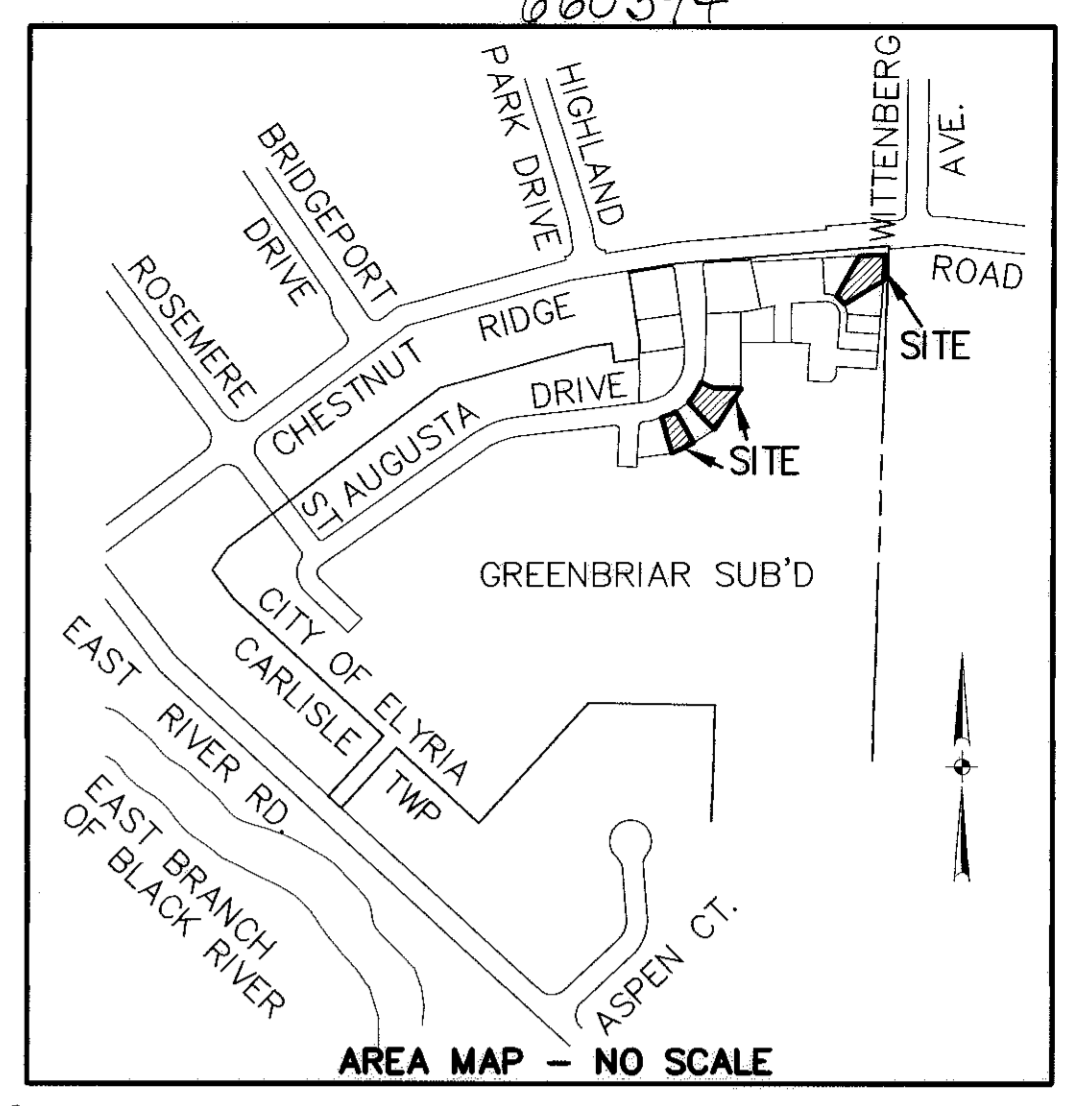 660394
WITTENBERG
AVE.
HIGHLAND
PARK DRIVE
BRIDGEPORT
DRIVE
ROSEMERE
CHESTNUT RIDGE ROAD
SITE
ST AUGUSTA DRIVE
SITE
GREENBRIAR SUB'D
CITY OF ELYRIA
CARLISLE TWP
EAST RIVER RD.
EAST BRANCH
OF BLACK RIVER
ASPEN CT.
AREA MAP – NO SCALE